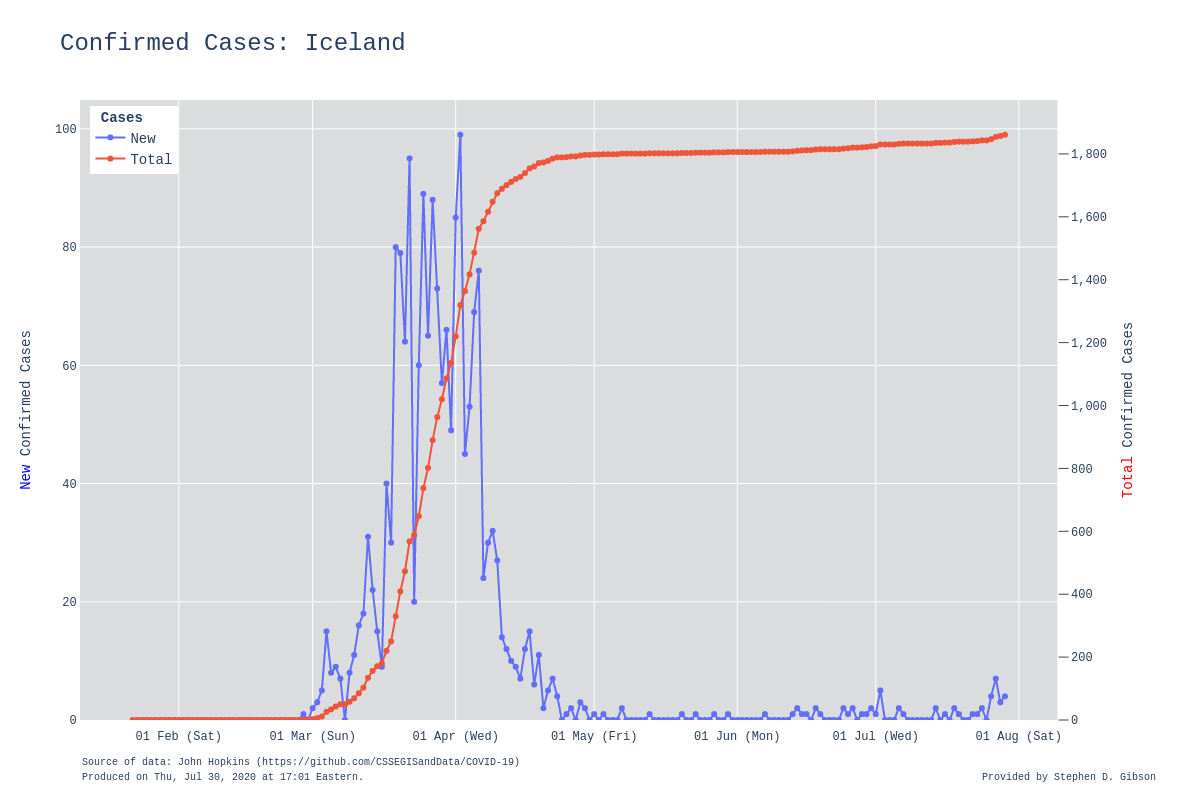 Confirmed Cases: Iceland
Cases
New
Total
100
80
60
40
20
0
New Confirmed Cases
1,800
1,600
1,400
1,200
1,000
800
600
400
200
0
Total Confirmed Cases
01 Feb (Sat)
01 Mar (Sun)
01 Apr (Wed)
01 May (Fri)
01 Jun (Mon)
01 Jul (Wed)
01 Aug (Sat)
Source of data: John Hopkins (https://github.com/CSSEGISandData/COVID-19)
Produced on Thu, Jul 30, 2020 at 17:01 Eastern.
Provided by Stephen D. Gibson